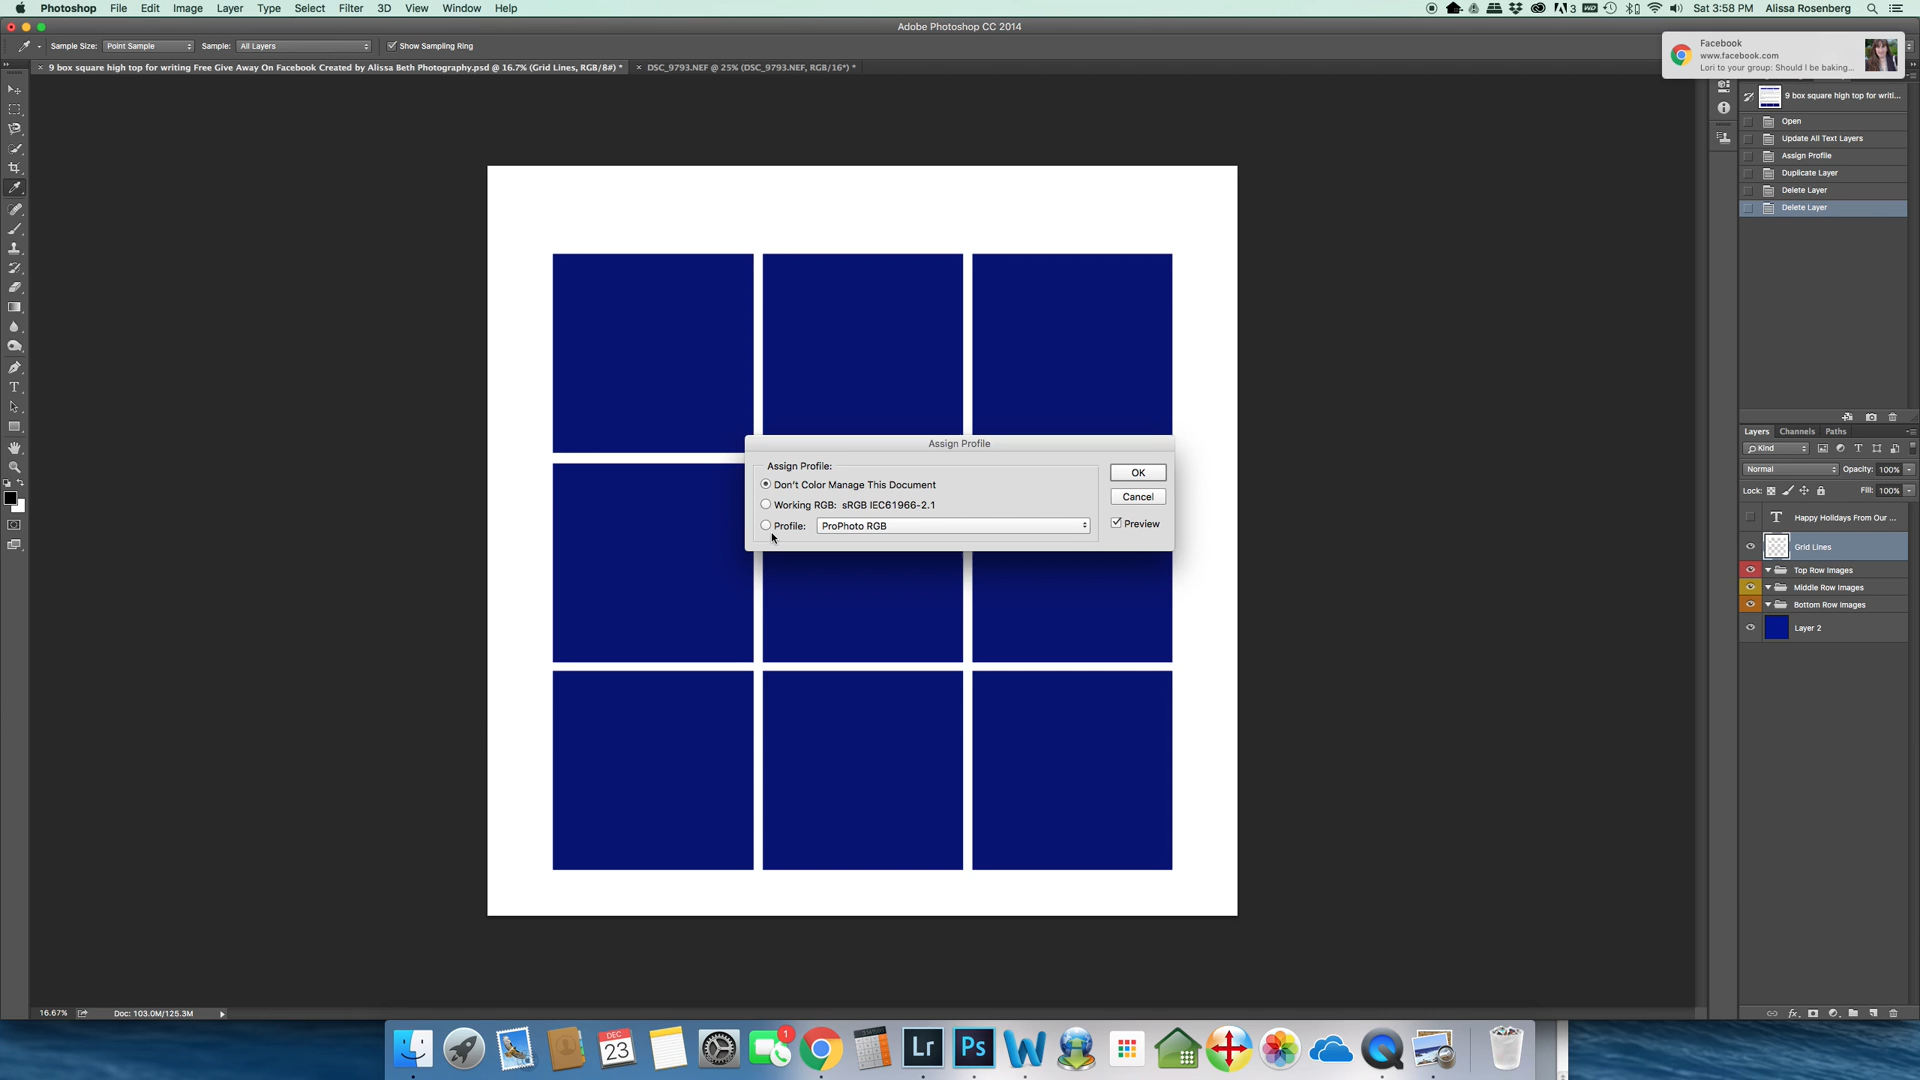 Photoshop File Edit Image Layer Type Select Filter 3D View Window Help
3 Sat 3:58 PM Alissa Rosenberg
Adobe Photoshop CC 2014
Sample Size: Point Sample Sample: All Layers Show Sampling Ring
Facebook
www.facebook.com
Lori to your group: Should I be baking...
9 box square high top for writing Free Give Away On Facebook Created by Alissa Beth Photography.psd @ 16.7% (Grid Lines, RGB/8#) *
DSC_9793.NEF @ 25% (DSC_9793.NEF, RGB/16*) *
9 box square high top for writi...
Open
Update All Text Layers
Assign Profile
Duplicate Layer
Delete Layer
Delete Layer
Assign Profile
Assign Profile:
Don't Color Manage This Document
Working RGB: sRGB IEC61966-2.1
Profile: ProPhoto RGB
OK
Cancel
Preview
Layers Channels Paths
Kind
Normal Opacity: 100%
Lock: Fill: 100%
T Happy Holidays From Our ...
Grid Lines
Top Row Images
Middle Row Images
Bottom Row Images
Layer 2
16.67% Doc: 103.0M/125.3M
fx
DEC
23
1
Lr
Ps
W